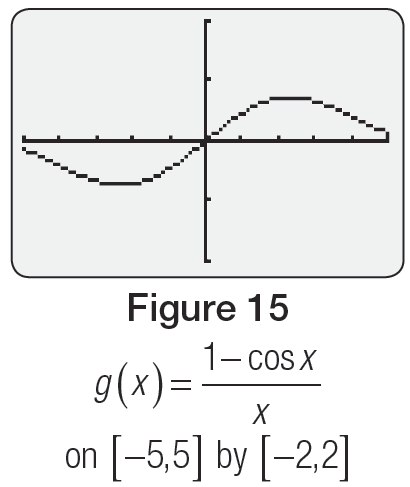 Figure 15
g(x) = 1 – cos x / x
on [–5,5] by [–2,2]